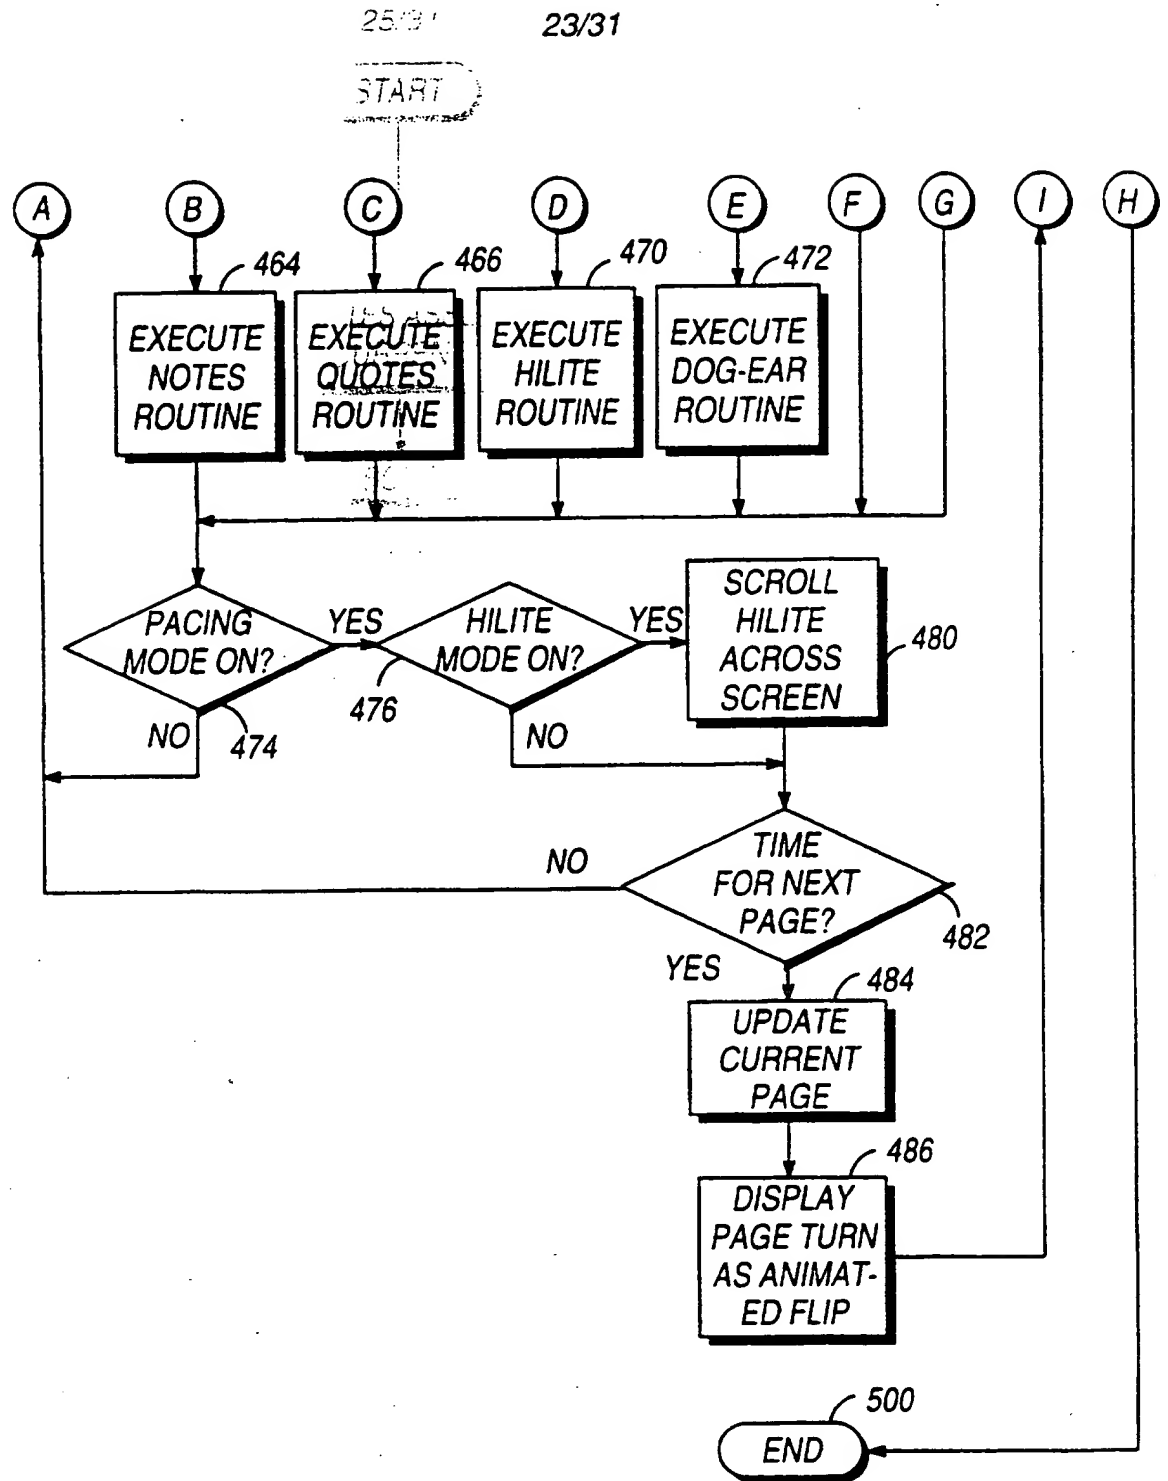 23/31
START
A
B
C
D
E
F
G
I
H
464
466
470
472
EXECUTE
NOTES
ROUTINE
EXECUTE
QUOTES
ROUTINE
EXECUTE
HILITE
ROUTINE
EXECUTE
DOG-EAR
ROUTINE
PACING
MODE ON?
YES
HILITE
MODE ON?
YES
SCROLL
HILITE
ACROSS
SCREEN
480
476
NO
474
NO
TIME
FOR NEXT
PAGE?
NO
482
YES
484
UPDATE
CURRENT
PAGE
486
DISPLAY
PAGE TURN
AS ANIMAT-
ED FLIP
500
END